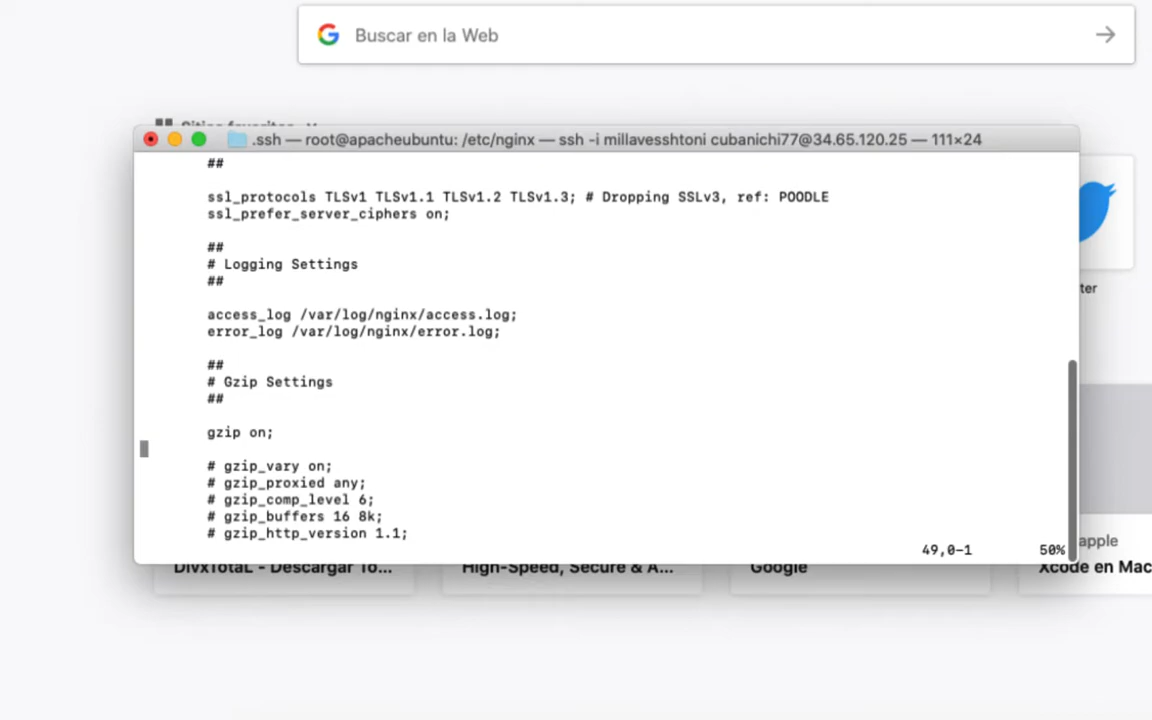 Buscar en la Web
.ssh — root@apacheubuntu: /etc/nginx — ssh -i millavesshtoni cubanichi77@34.65.120.25 — 111×24
##
ssl_protocols TLSv1 TLSv1.1 TLSv1.2 TLSv1.3; # Dropping SSLv3, ref: POODLE
ssl_prefer_server_ciphers on;
##
# Logging Settings
##
access_log /var/log/nginx/access.log;
error_log /var/log/nginx/error.log;
##
# Gzip Settings
##
gzip on;
# gzip_vary on;
# gzip_proxied any;
# gzip_comp_level 6;
# gzip_buffers 16 8k;
# gzip_http_version 1.1;
49,0-1 50%
ter
apple
DivxTotaL - Descargar To...
High-Speed, Secure & A...
Google
Xcode en Mac